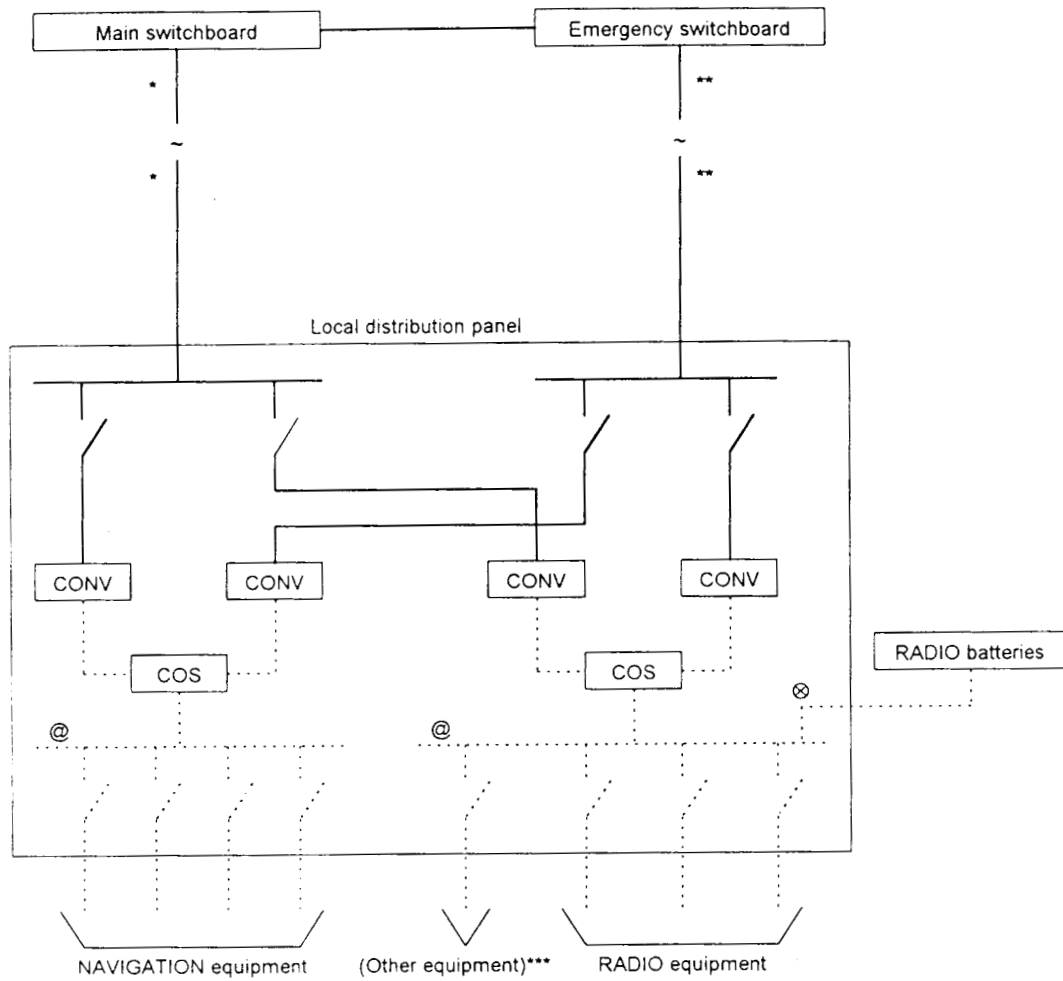 Main switchboard
Emergency switchboard
*
**
~
~
*
**
Local distribution panel
CONV
CONV
CONV
CONV
COS
COS
RADIO batteries
@
@
NAVIGATION equipment
(Other equipment)***
RADIO equipment